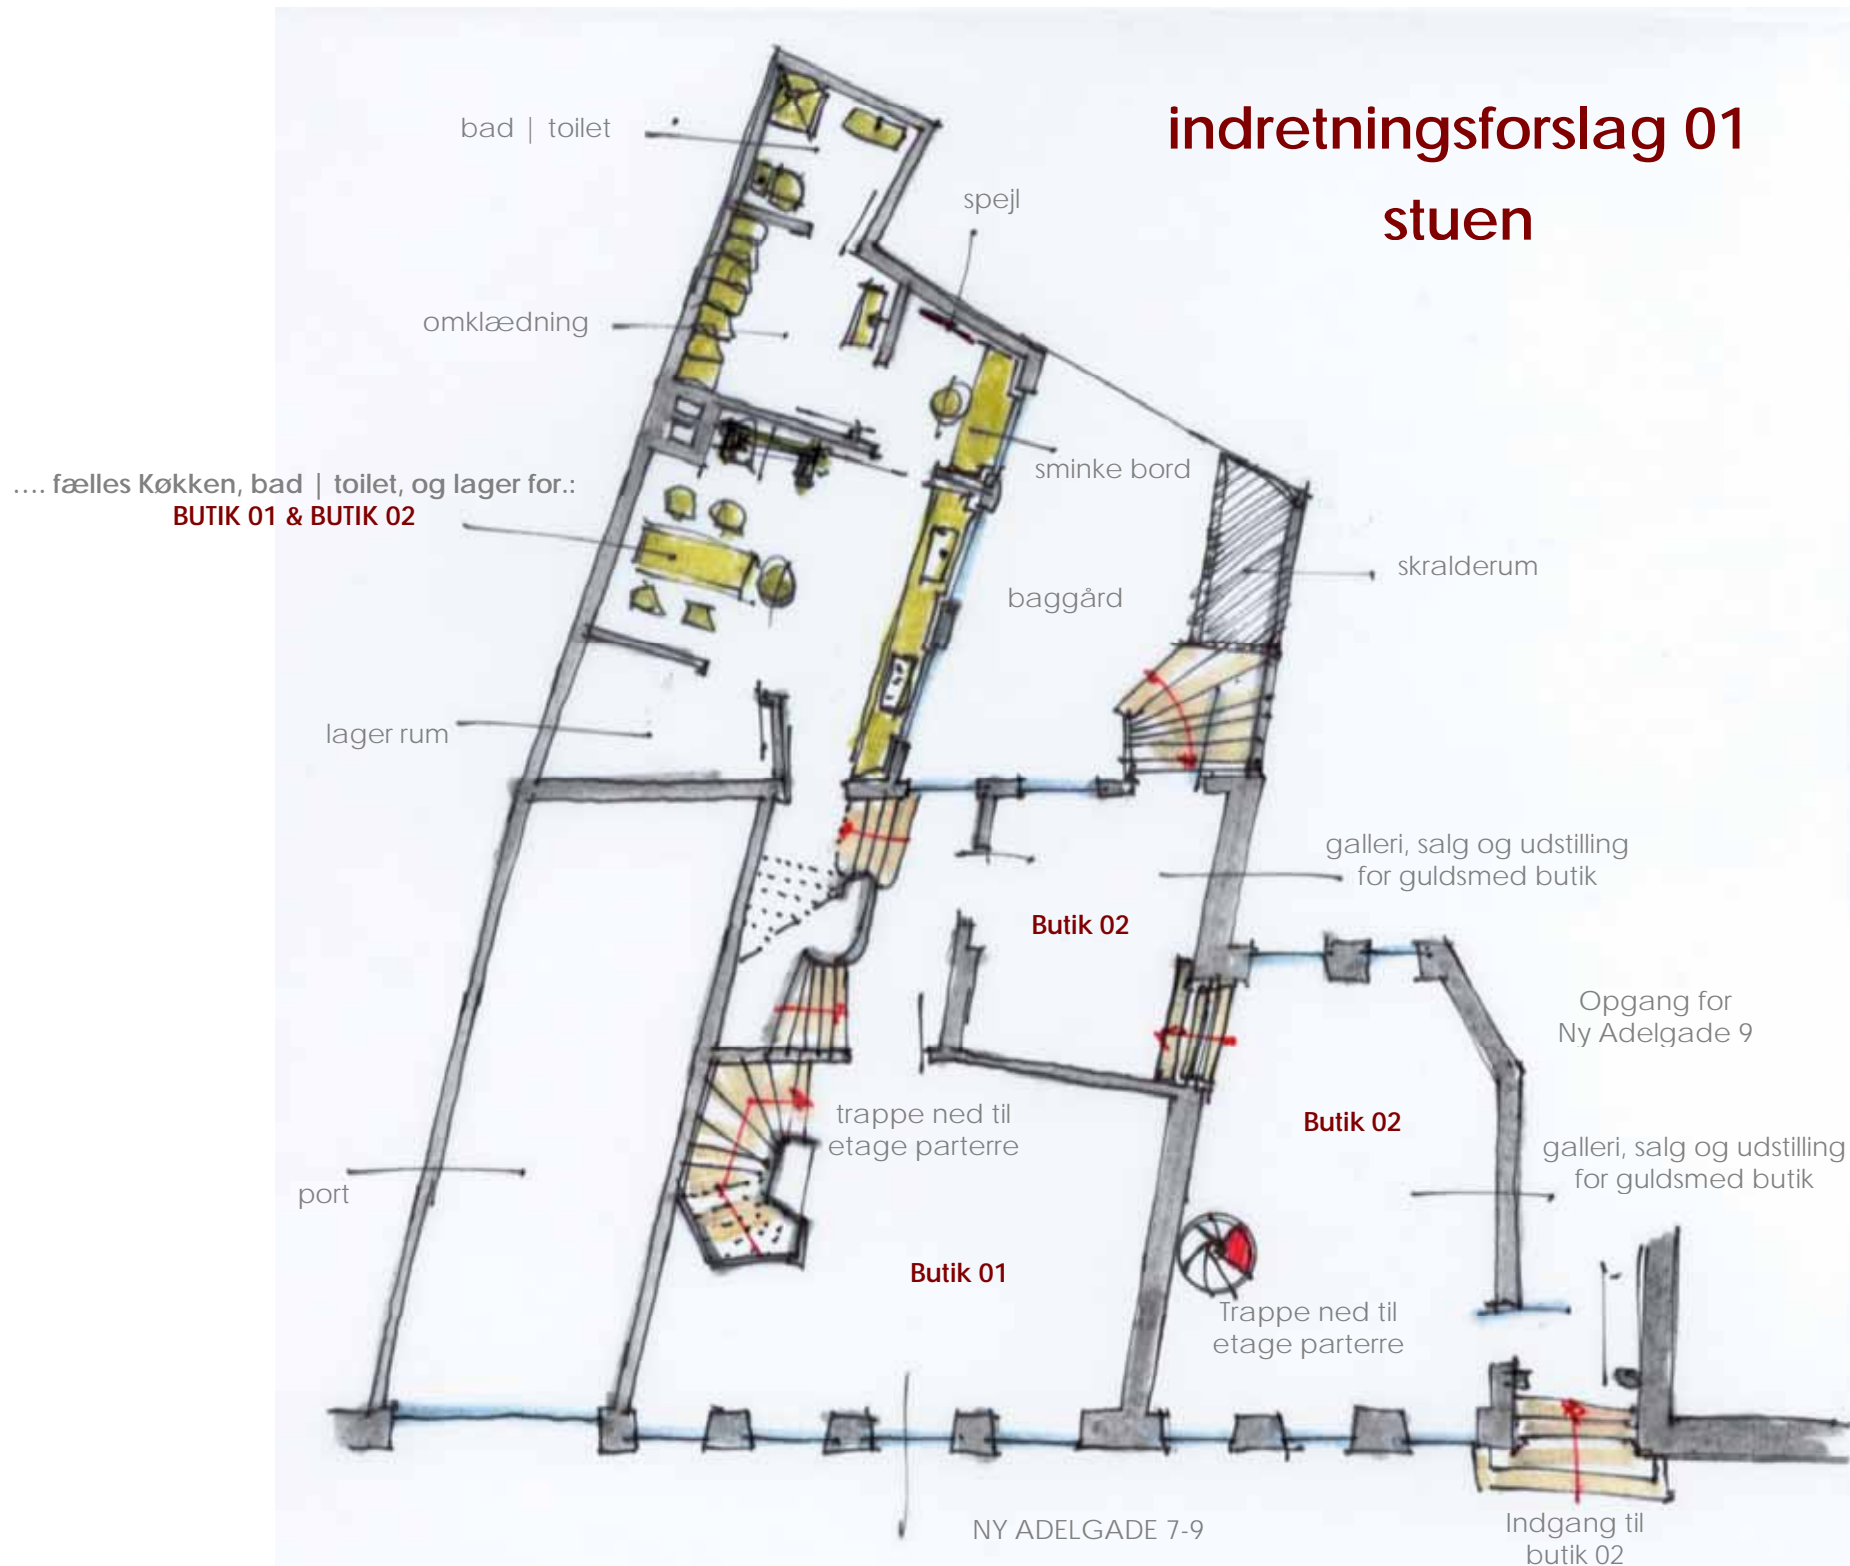 indretningsforslag 01
stuen
bad | toilet
spejl
omklædning
sminke bord
.... fælles Køkken, bad | toilet, og lager for.:
BUTIK 01 & BUTIK 02
skralderum
baggård
lager rum
galleri, salg og udstilling
for guldsmed butik
Butik 02
Opgang for
Ny Adelgade 9
trappe ned til
etage parterre
Butik 02
galleri, salg og udstilling
for guldsmed butik
port
Butik 01
Trappe ned til
etage parterre
NY ADELGADE 7-9
Indgang til
butik 02